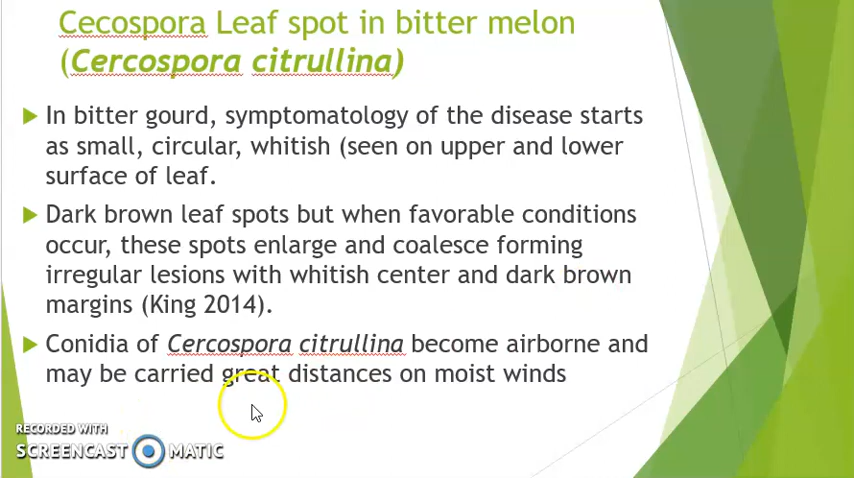 Cecospora Leaf spot in bitter melon
(Cercospora citrullina)
In bitter gourd, symptomatology of the disease starts
as small, circular, whitish (seen on upper and lower
surface of leaf.
Dark brown leaf spots but when favorable conditions
occur, these spots enlarge and coalesce forming
irregular lesions with whitish center and dark brown
margins (King 2014).
Conidia of Cercospora citrullina become airborne and
may be carried great distances on moist winds
RECORDED WITH
SCREENCAST MATIC